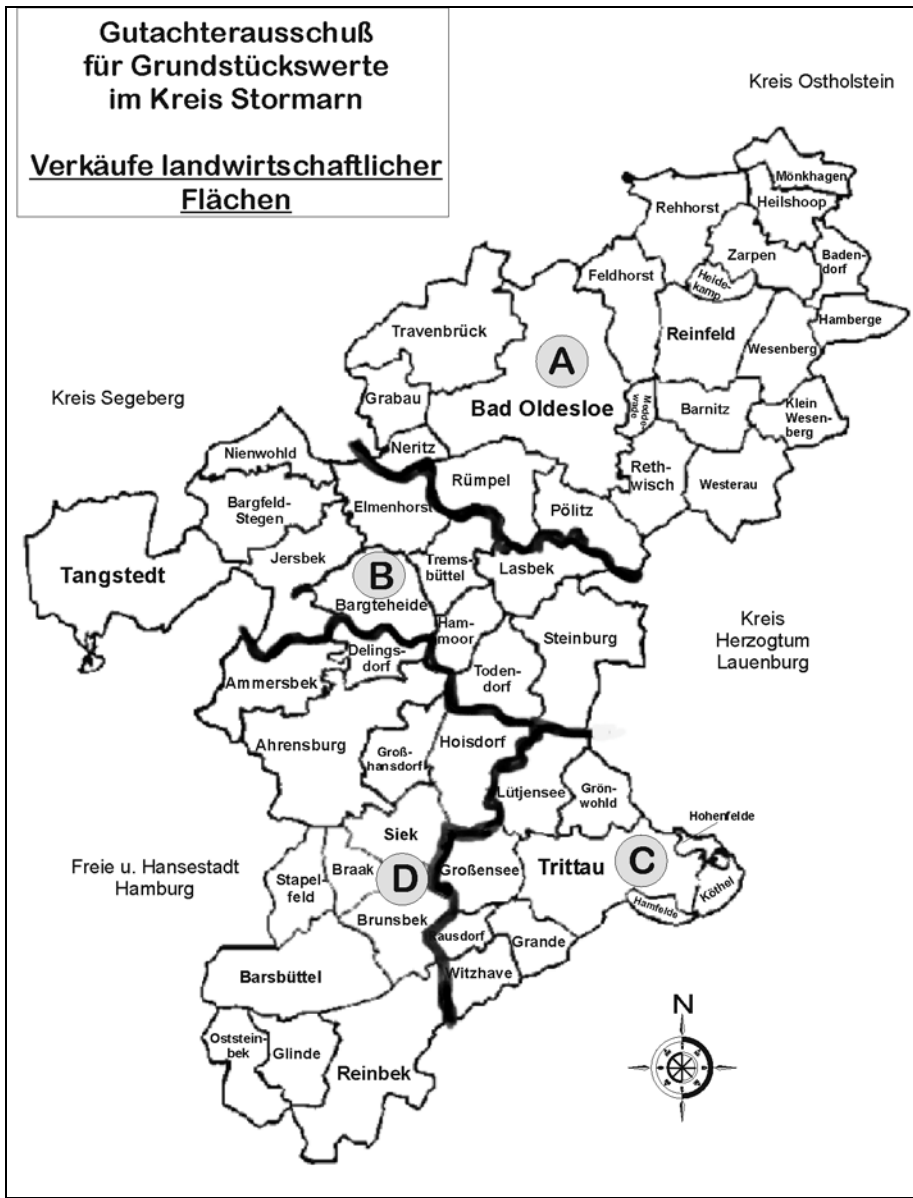 Gutachterausschuß
für Grundstückswerte
im Kreis Stormarn
Verkäufe landwirtschaftlicher
Flächen
Kreis Ostholstein
Mönkhagen
Rehhorst
Heilshoop
Zarpen
Baden-
dorf
Feldhorst
Heide-
kamp
Hamberge
Travenbrück
Reinfeld
Wesenberg
A
Kreis Segeberg
Grabau
Bad Oldesloe
Meddewade
Barnitz
Klein
Wesen-
berg
Neritz
Nienwohld
Rümpel
Reth-
wisch
Westerau
Bargfeld-
Stegen
Elmenhorst
Pölitz
Jersbek
Trems-
büttel
Lasbek
Tangstedt
B
Bargteheide
Ham-
moor
Steinburg
Kreis
Herzogtum
Lauenburg
Delings-
dorf
Ammersbek
Toden-
dorf
Ahrensburg
Groß-
hansdorf
Hoisdorf
Lütjensee
Grön-
wohld
Hohenfelde
Siek
Freie u. Hansestadt
Hamburg
Stapel-
feld
Braak
D
Großensee
Trittau
C
Köthel
Hamfelde
Brunsbek
Rausdorf
Grande
Barsbüttel
Witzhave
N
Oststein-
bek
Glinde
Reinbek